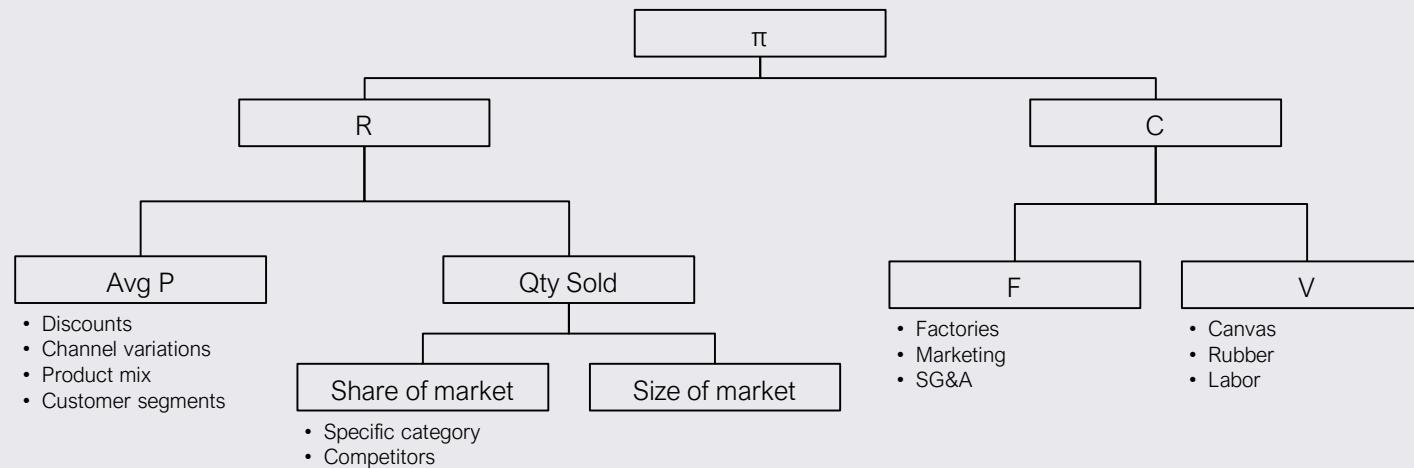 π
R
C
Avg P
Qty Sold
F
V
• Discounts
• Channel variations
• Product mix
• Customer segments
Share of market
Size of market
• Specific category
• Competitors
• Factories
• Marketing
• SG&A
• Canvas
• Rubber
• Labor